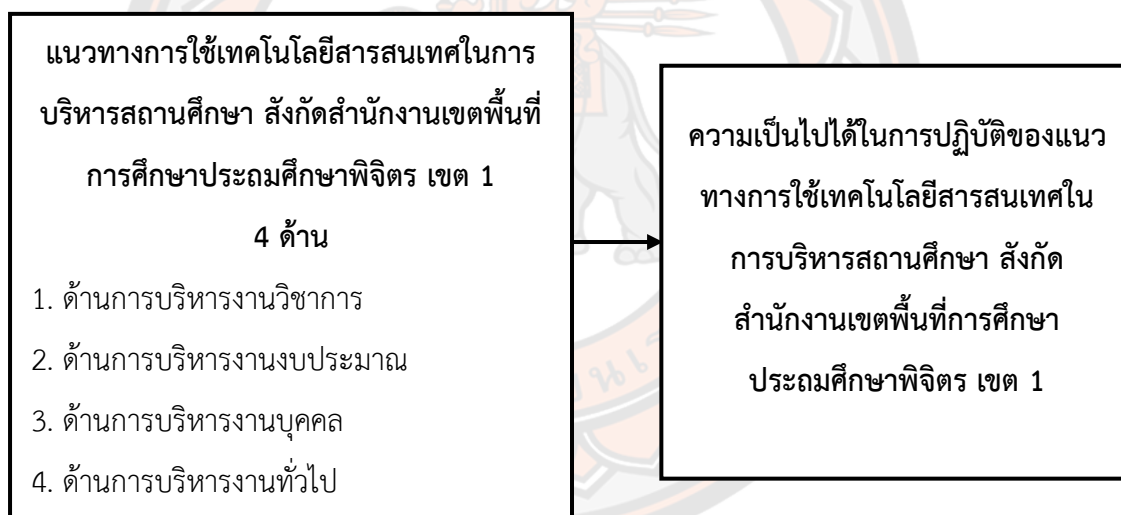 แนวทางการใช้เทคโนโลยีสารสนเทศในการ
บริหารสถานศึกษา สังกัดสำนักงานเขตพื้นที่
การศึกษาประถมศึกษาพิจิตร เขต 1
4 ด้าน
1. ด้านการบริหารงานวิชาการ
2. ด้านการบริหารงานงบประมาณ
3. ด้านการบริหารงานบุคคล
4. ด้านการบริหารงานทั่วไป
ความเป็นไปได้ในการปฏิบัติของแนว
ทางการใช้เทคโนโลยีสารสนเทศใน
การบริหารสถานศึกษา สังกัด
สำนักงานเขตพื้นที่การศึกษา
ประถมศึกษาพิจิตร เขต 1